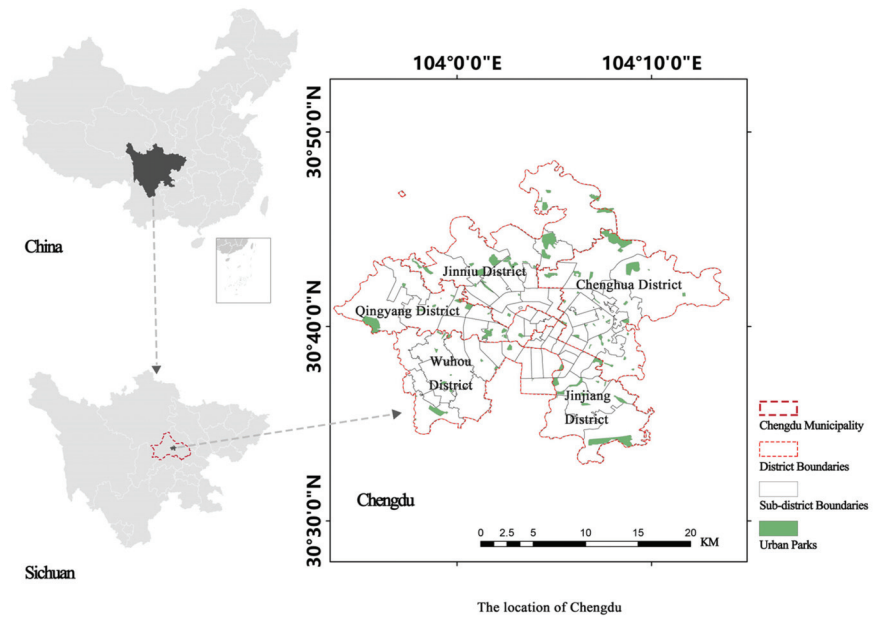 China
Sichuan
104°0'0"E
104°10'0"E
30°50'0"N
30°40'0"N
30°30'0"N
Jinniu District
Chenghua District
Qingyang District
Wuhou
District
Jinjiang
District
Chengdu
0 2.5 5 10 15 20
KM
Chengdu Municipality
District Boundaries
Sub-district Boundaries
Urban Parks
The location of Chengdu